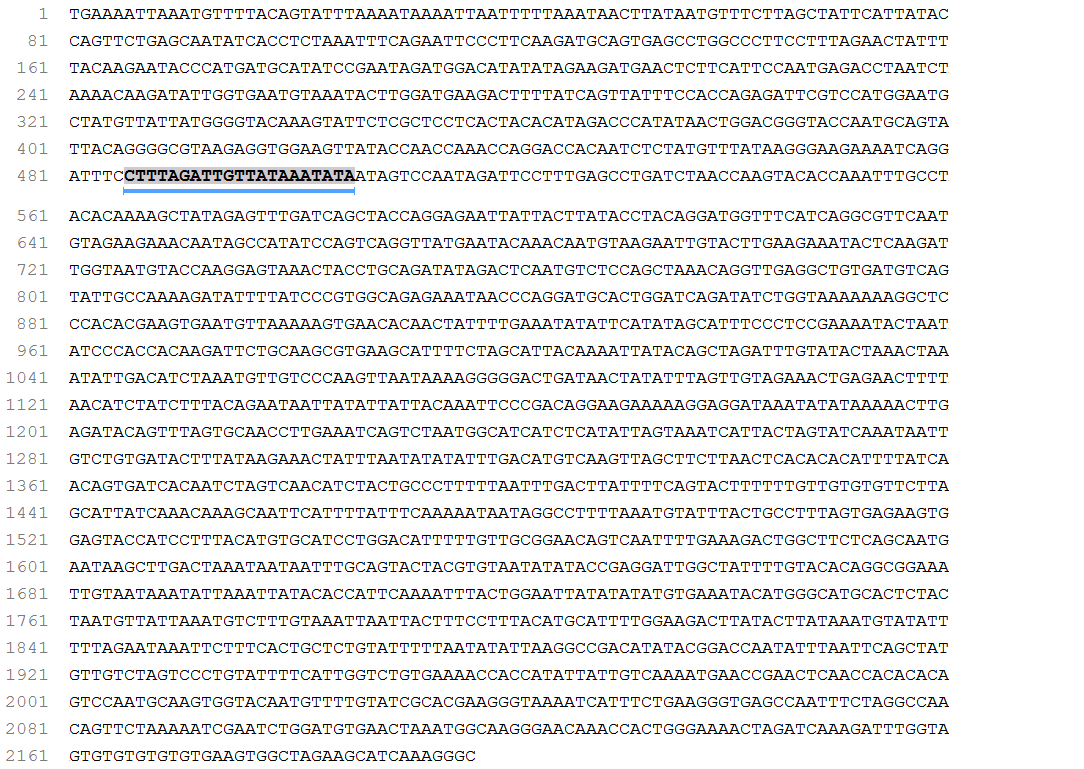 1 TGAAAATTAAATGTTTTACAGTATTTAAAATAAAATTAATTTTTAAATAACTTATAATGTTTCTTAGCTATTCATTATAC
81 CAGTTCTGAGCAATATCACCTCTAAATTTCAGAATTCCCTTCAAGATGCAGTGAGCCTGGCCCTTCCTTTAGAACTATTT
161 TACAAGAATACCCATGATGCATATCCGAATAGATGGACATATATAGAAGATGAACTCTTCATTCCAATGAGACCTAATCT
241 AAAACAAGATATTGGTGAATGTAAATACTTGGATGAAGACTTTTATCAGTTATTTCCACCAGAGATTCGTCCATGGAATG
321 CTATGTTATTATGGGGTACAAAGTATTCTCGCTCCTCACTACACATAGACCCATATAACTGGACGGGTACCAATGCAGTA
401 TTACAGGGGCGTAAGAGGTGGAAGTTATACCAACCAAACCAGGACCACAATCTCTATGTTTATAAGGGAAGAAAATCAGG
481 ATTTCCTTTAGATTGTTATAAATATAATAGTCCAATAGATTCCTTTGAGCCTGATCTAACCAAGTACACCAAATTTGCCT
561 ACACAAAAGCTATAGAGTTTGATCAGCTACCAGGAGAATTATTACTTATACCTACAGGATGGTTTCATCAGGCGTTCAAT
641 GTAGAAGAAACAATAGCCATATCCAGTCAGGTTATGAATACAAACAATGTAAGAATTGTACTTGAAGAAATACTCAAGAT
721 TGGTAATGTACCAAGGAGTAAACTACCTGCAGATATAGACTCAATGTCTCCAGCTAAACAGGTTGAGGCTGTGATGTCAG
801 TATTGCCAAAAGATATTTTATCCCGTGGCAGAGAAATAACCCAGGATGCACTGGATCAGATATCTGGTAAAAAAAGGCTC
881 CCACACGAAGTGAATGTTAAAAAGTGAACACAACTATTTTGAAATATATTCATATAGCATTTCCCTCCGAAAATACTAAT
961 ATCCCACCACAAGATTCTGCAAGCGTGAAGCATTTTCTAGCATTACAAAATTATACAGCTAGATTTGTATACTAAACTAA
1041 ATATTGACATCTAAATGTTGTCCCAAGTTAATAAAAGGGGGACTGATAACTATATTTAGTTGTAGAAACTGAGAACTTTT
1121 AACATCTATCTTTACAGAATAATTATATTATTACAAATTCCCGACAGGAAGAAAAAGGAGGATAAATATATAAAAACTTG
1201 AGATACAGTTTAGTGCAACCTTGAAATCAGTCTAATGGCATCATCTCATATTAGTAAATCATTACTAGTATCAAATAATT
1281 GTCTGTGATACTTTATAAGAAACTATTTAATATATATTTGACATGTCAAGTTAGCTTCTTAACTCACACACATTTTATCA
1361 ACAGTGATCACAATCTAGTCAACATCTACTGCCCTTTTTAATTTGACTTATTTTCAGTACTTTTTTGTTGTGTGTTCTTA
1441 GCATTATCAAACAAAGCAATTCATTTTATTTCAAAAATAATAGGCCTTTTAAATGTATTTACTGCCTTTAGTGAGAAGTG
1521 GAGTACCATCCTTTACATGTGCATCCTGGACATTTTTGTTGCGGAACAGTCAATTTTGAAAGACTGGCTTCTCAGCAATG
1601 AATAAGCTTGACTAAATAATAATTTGCAGTACTACGTGTAATATATACCGAGGATTGGCTATTTTGTACACAGGCGGAAA
1681 TTGTAATAAATATTAAATTATACACCATTCAAAATTTACTGGAATTATATATATGTGAAATACATGGGCATGCACTCTAC
1761 TAATGTTATTAAATGTCTTTGTAAATTAATTACTTTCCTTTACATGCATTTTGGAAGACTTATACTTATAAATGTATATT
1841 TTTAGAATAAATTCTTTCACTGCTCTGTATTTTTAATATATTAAGGCCGACATATACGGACCAATATTTAATTCAGCTAT
1921 GTTGTCTAGTCCCTGTATTTTCATTGGTCTGTGAAAACCACCATATTATTGTCAAAATGAACCGAACTCAACCACACACA
2001 GTCCAATGCAAGTGGTACAATGTTTTGTATCGCACGAAGGGTAAAATCATTTCTGAAGGGTGAGCCAATTTCTAGGCCAA
2081 CAGTTCTAAAAATCGAATCTGGATGTGAACTAAATGGCAAGGGAACAAACCACTGGGAAAACTAGATCAAAGATTTGGTA
2161 GTGTGTGTGTGTGAAGTGGCTAGAAGCATCAAAGGGC